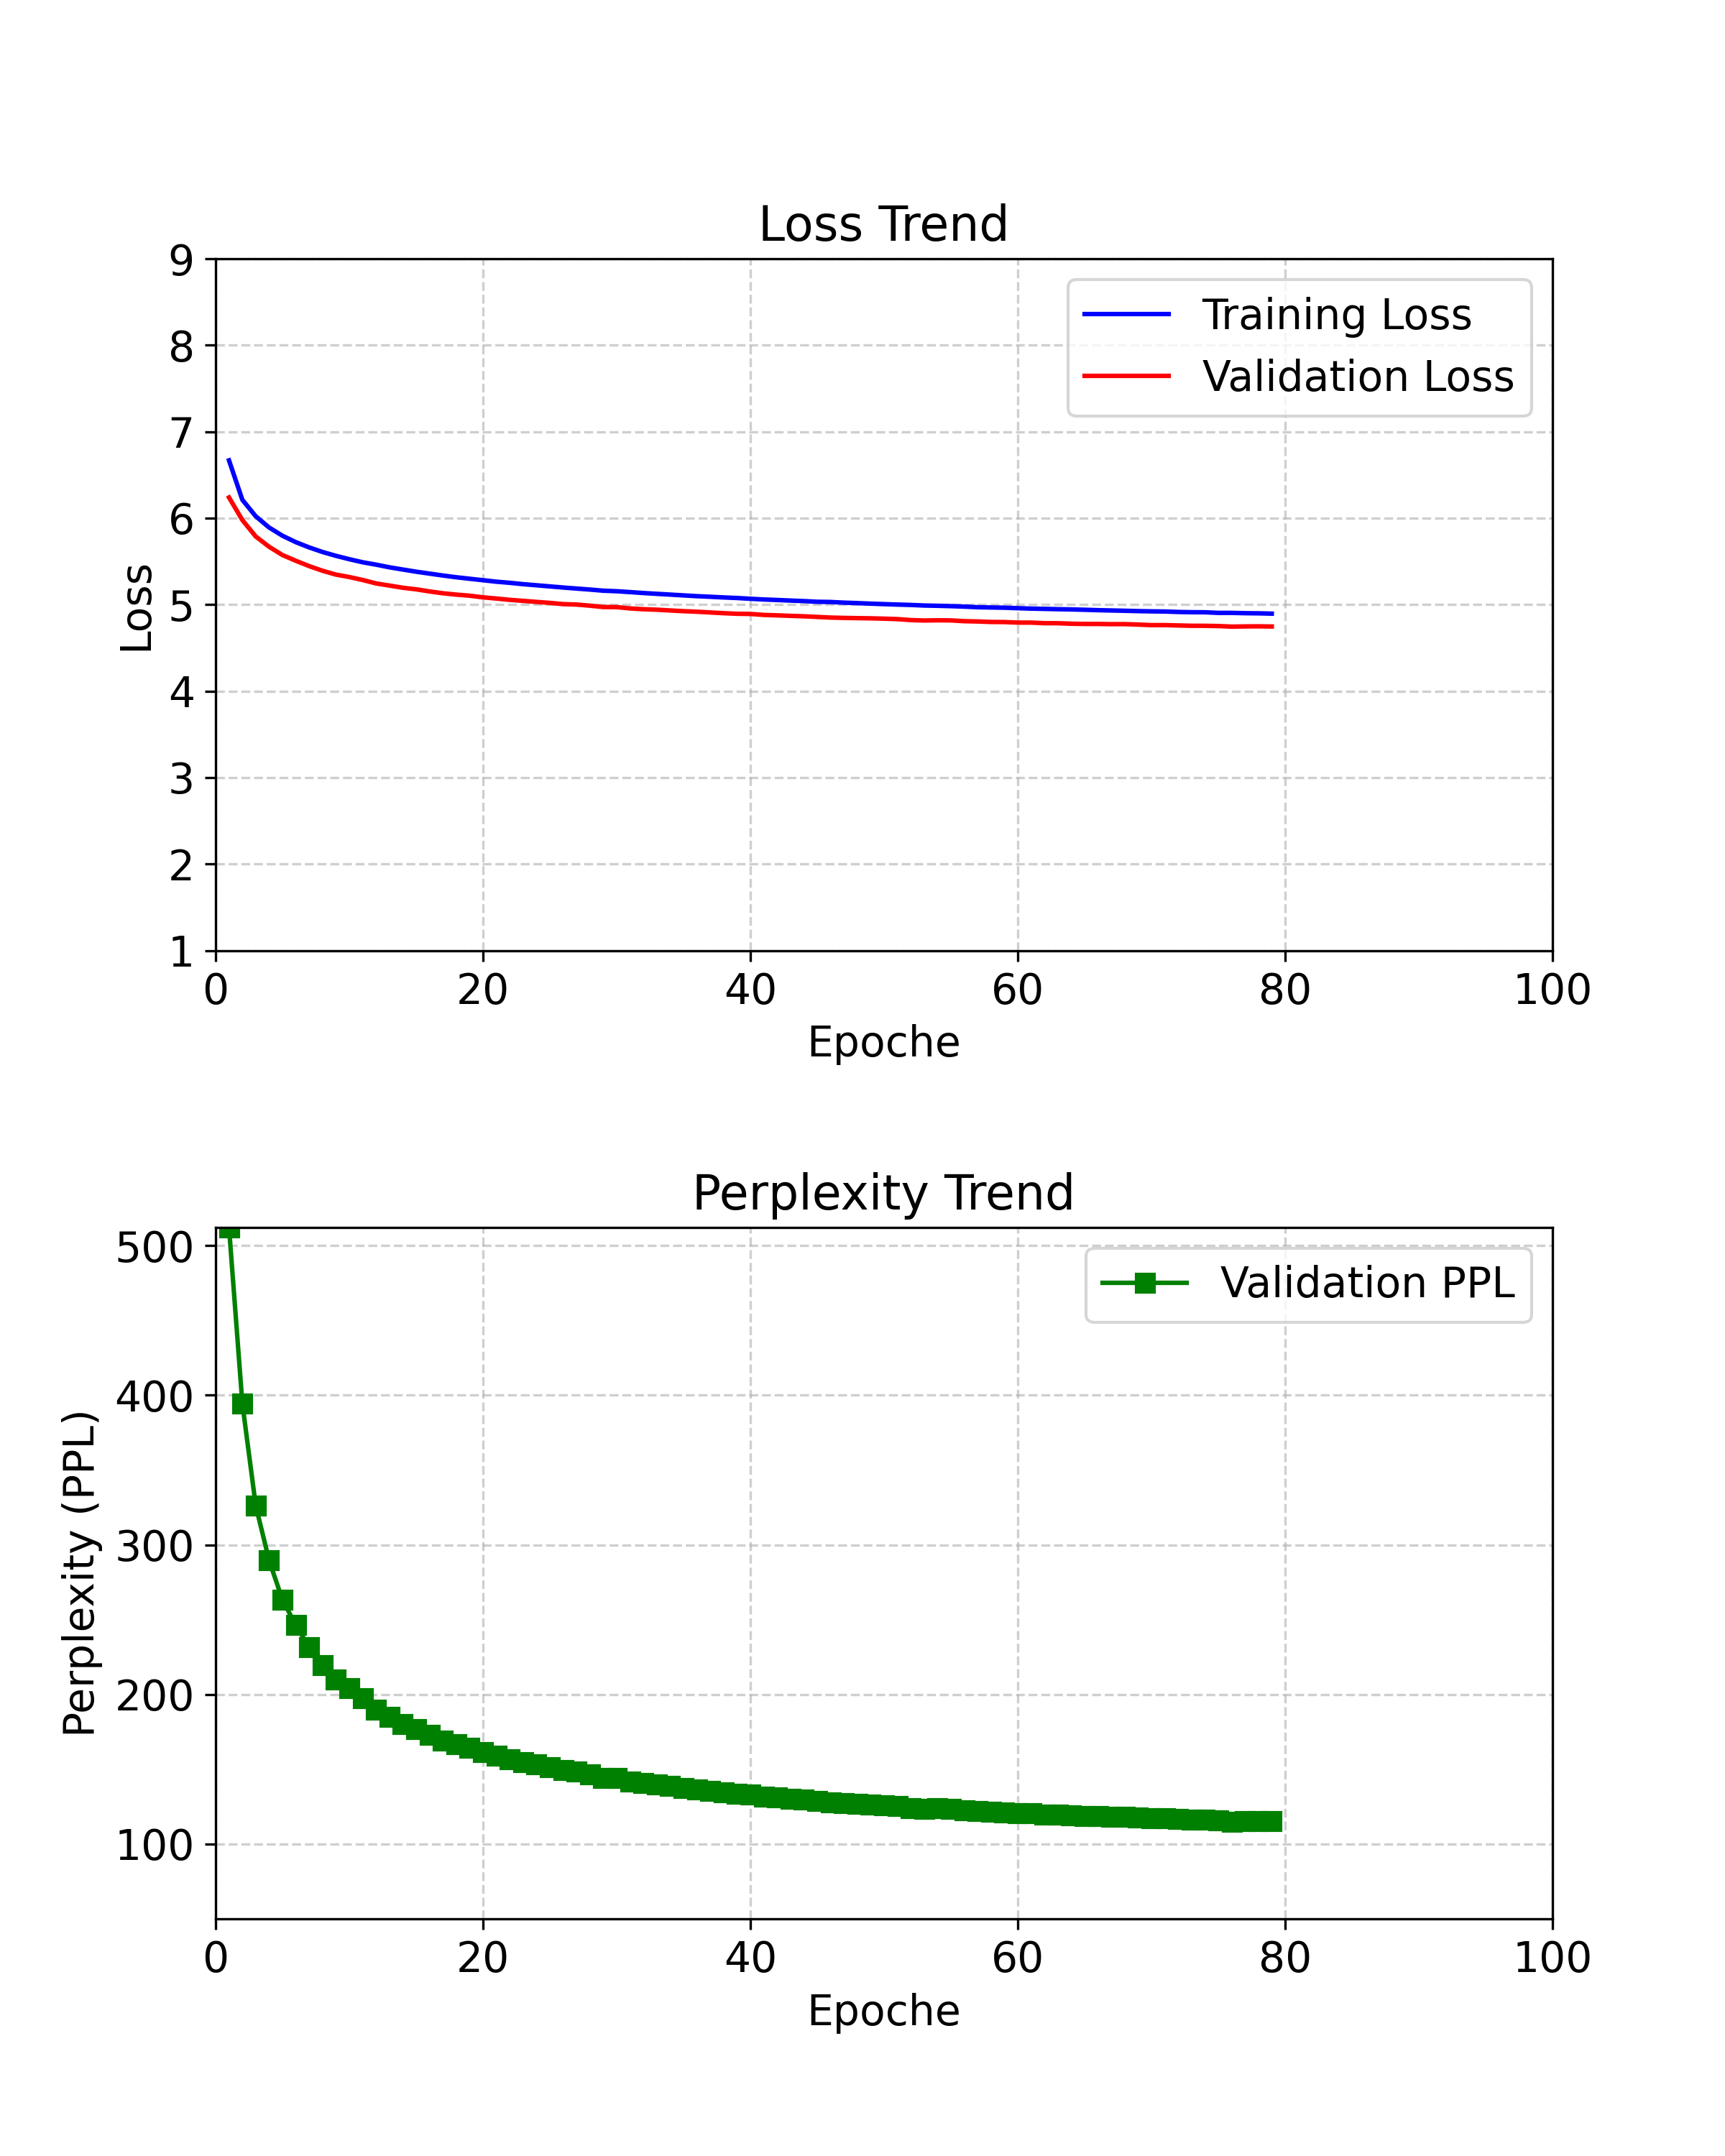 Loss Trend
9
8
7
6
5
4
3
2
1
Loss
Training Loss
Validation Loss
0 20 40 60 80 100
Epoche
Perplexity Trend
500
400
300
200
100
Perplexity (PPL)
Validation PPL
0 20 40 60 80 100
Epoche